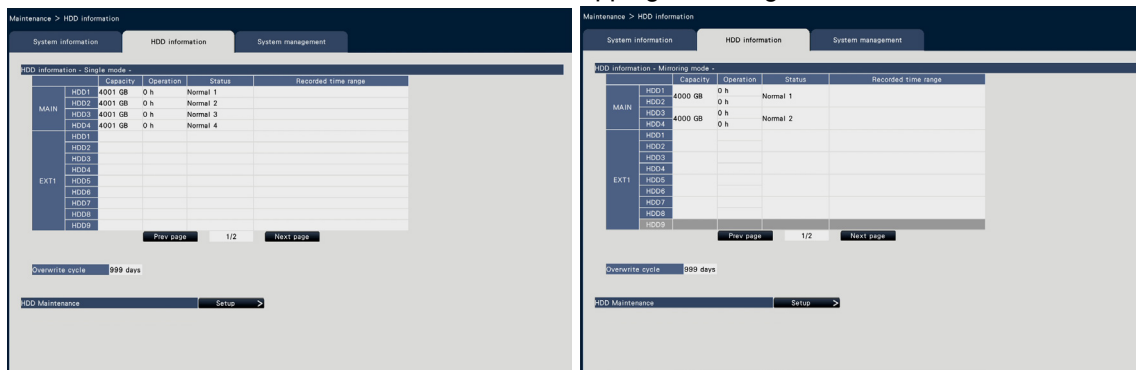 Maintenance > HDD information
System information HDD information System management
HDD information - Single mode -
Capacity Operation Status Recorded time range
MAIN
HDD1 4001 GB 0 h Normal 1
HDD2 4001 GB 0 h Normal 2
HDD3 4001 GB 0 h Normal 3
HDD4 4001 GB 0 h Normal 4
EXT1
HDD1
HDD2
HDD3
HDD4
HDD5
HDD6
HDD7
HDD8
HDD9
Prev page 1/2 Next page
Overwrite cycle 999 days
HDD Maintenance Setup >
Maintenance > HDD information
System information HDD information System management
HDD information - Mirroring mode -
Capacity Operation Status Recorded time range
MAIN
HDD1 4000 GB 0 h Normal 1
HDD2 0 h
HDD3 4000 GB 0 h Normal 2
HDD4 0 h
EXT1
HDD1
HDD2
HDD3
HDD4
HDD5
HDD6
HDD7
HDD8
HDD9
Prev page 1/2 Next page
Overwrite cycle 999 days
HDD Maintenance Setup >